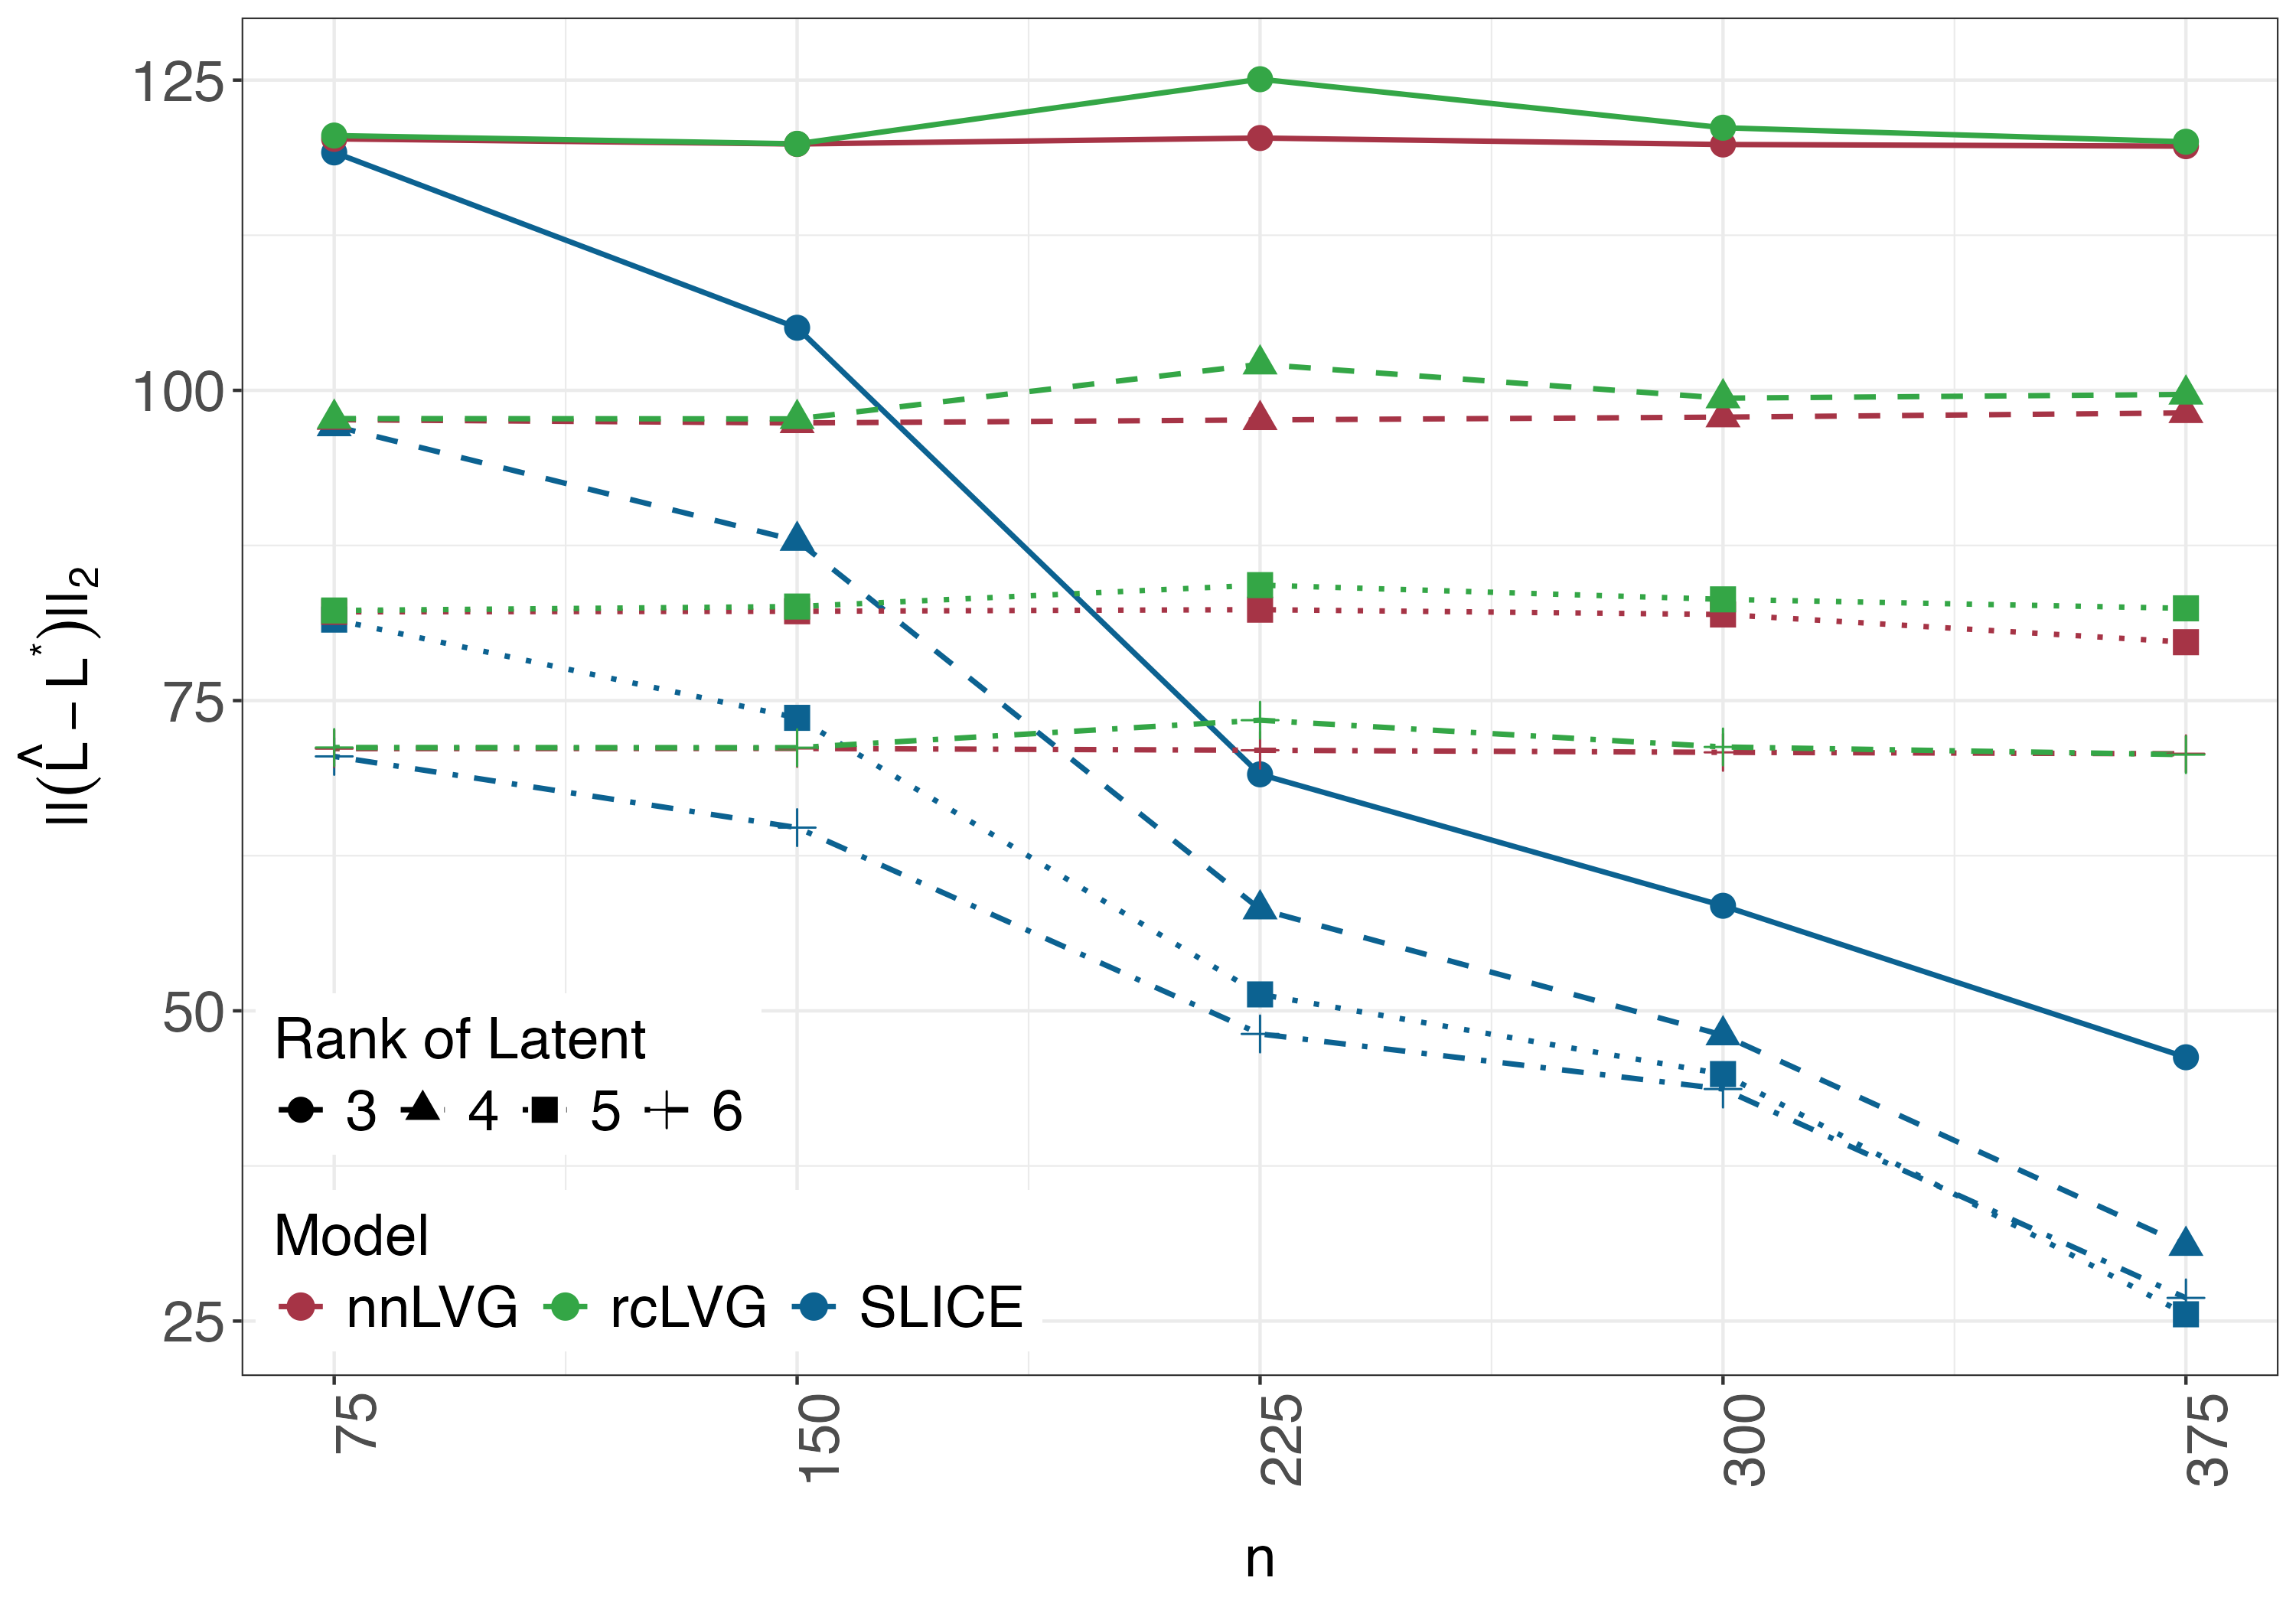 125
100
75
50
25
|||(L̂ − L*)|||₂
Rank of Latent
3 4 5 6
Model
nnLVG rcLVG SLICE
75 150 225 300 375
n